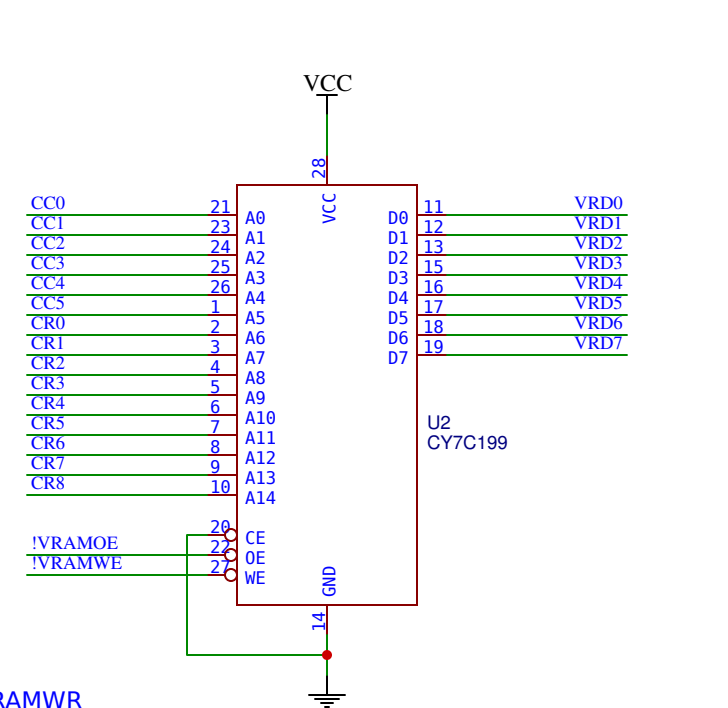 VCC
28
VCC
CC0 21 A0 D0 11 VRD0
CC1 23 A1 D1 12 VRD1
CC2 24 A2 D2 13 VRD2
CC3 25 A3 D3 15 VRD3
CC4 26 A4 D4 16 VRD4
CC5 1 A5 D5 17 VRD5
CR0 2 A6 D6 18 VRD6
CR1 3 A7 D7 19 VRD7
CR2 4 A8
CR3 5 A9
CR4 6 A10
CR5 7 A11
CR6 8 A12
CR7 9 A13
CR8 10 A14
U2
CY7C199
20 CE
!VRAMOE 22 OE
!VRAMWE 27 WE
GND
14
RAMWR